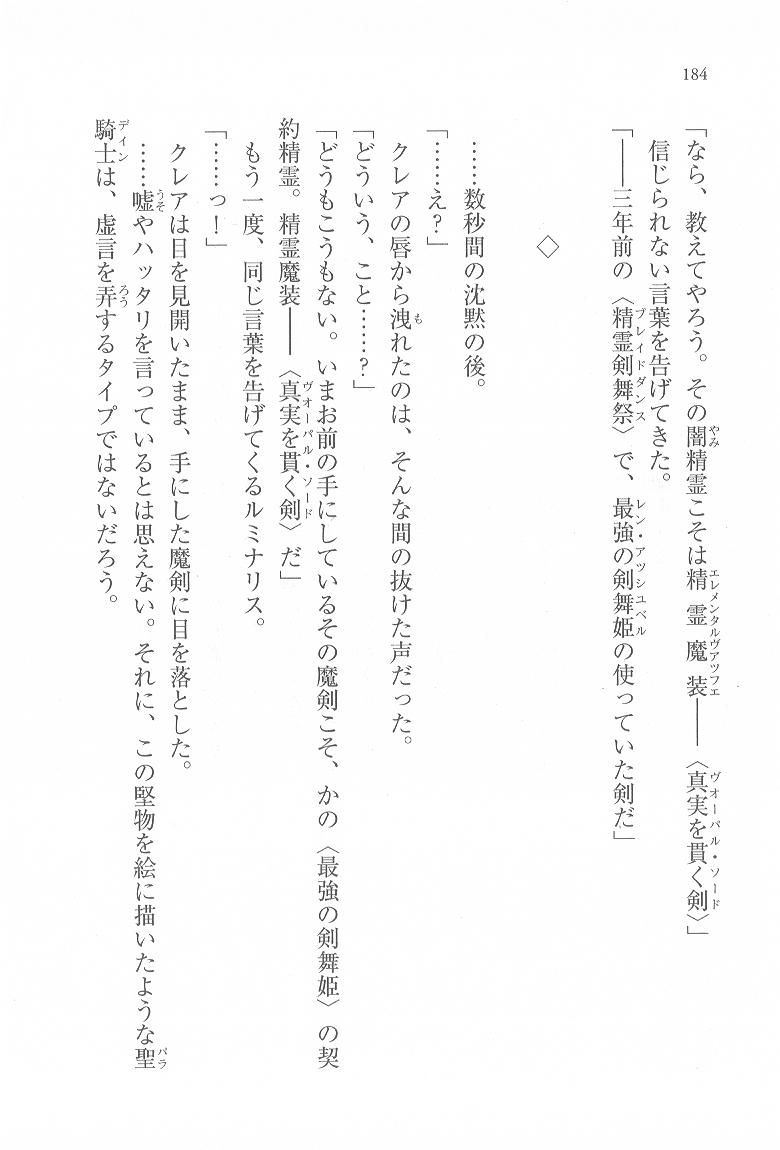 184
「なら、教えてやろう。その闇精霊こそは精霊魔装――〈真実を貫く剣〉」
信じられない言葉を告げてきた。
「――三年前の〈精霊剣舞祭〉で、最強の剣舞姫の使っていた剣だ」
◇
……数秒間の沈黙の後。
「……え?」
クレアの唇から洩れたのは、そんな間の抜けた声だった。
「どういう、こと……?」
「どうもこうもない。いまお前の手にしているその魔剣こそ、かの〈最強の剣舞姫〉の契
約精霊。精霊魔装――〈真実を貫く剣〉だ」
もう一度、同じ言葉を告げてくるルミナリス。
「……っ!」
クレアは目を見開いたまま、手にした魔剣に目を落とした。
……嘘やハッタリを言っているとは思えない。それに、この堅物を絵に描いたような聖
騎士は、虚言を弄するタイプではないだろう。